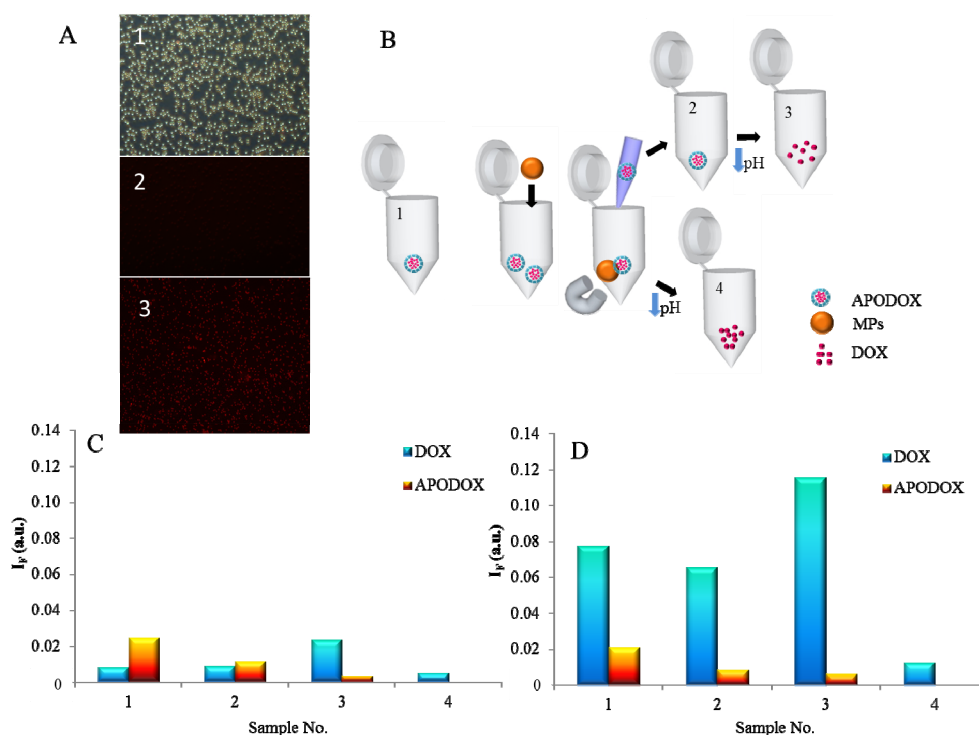 A
1
2
3
B
1
2
pH
3
pH
4
APODOX
MPs
DOX
C
0.14
0.12
0.10
0.08
0.06
0.04
0.02
0
IF (a.u.)
DOX
APODOX
1 2 3 4
Sample No.
D
0.14
0.12
0.10
0.08
0.06
0.04
0.02
0
IF (a.u.)
DOX
APODOX
1 2 3 4
Sample No.